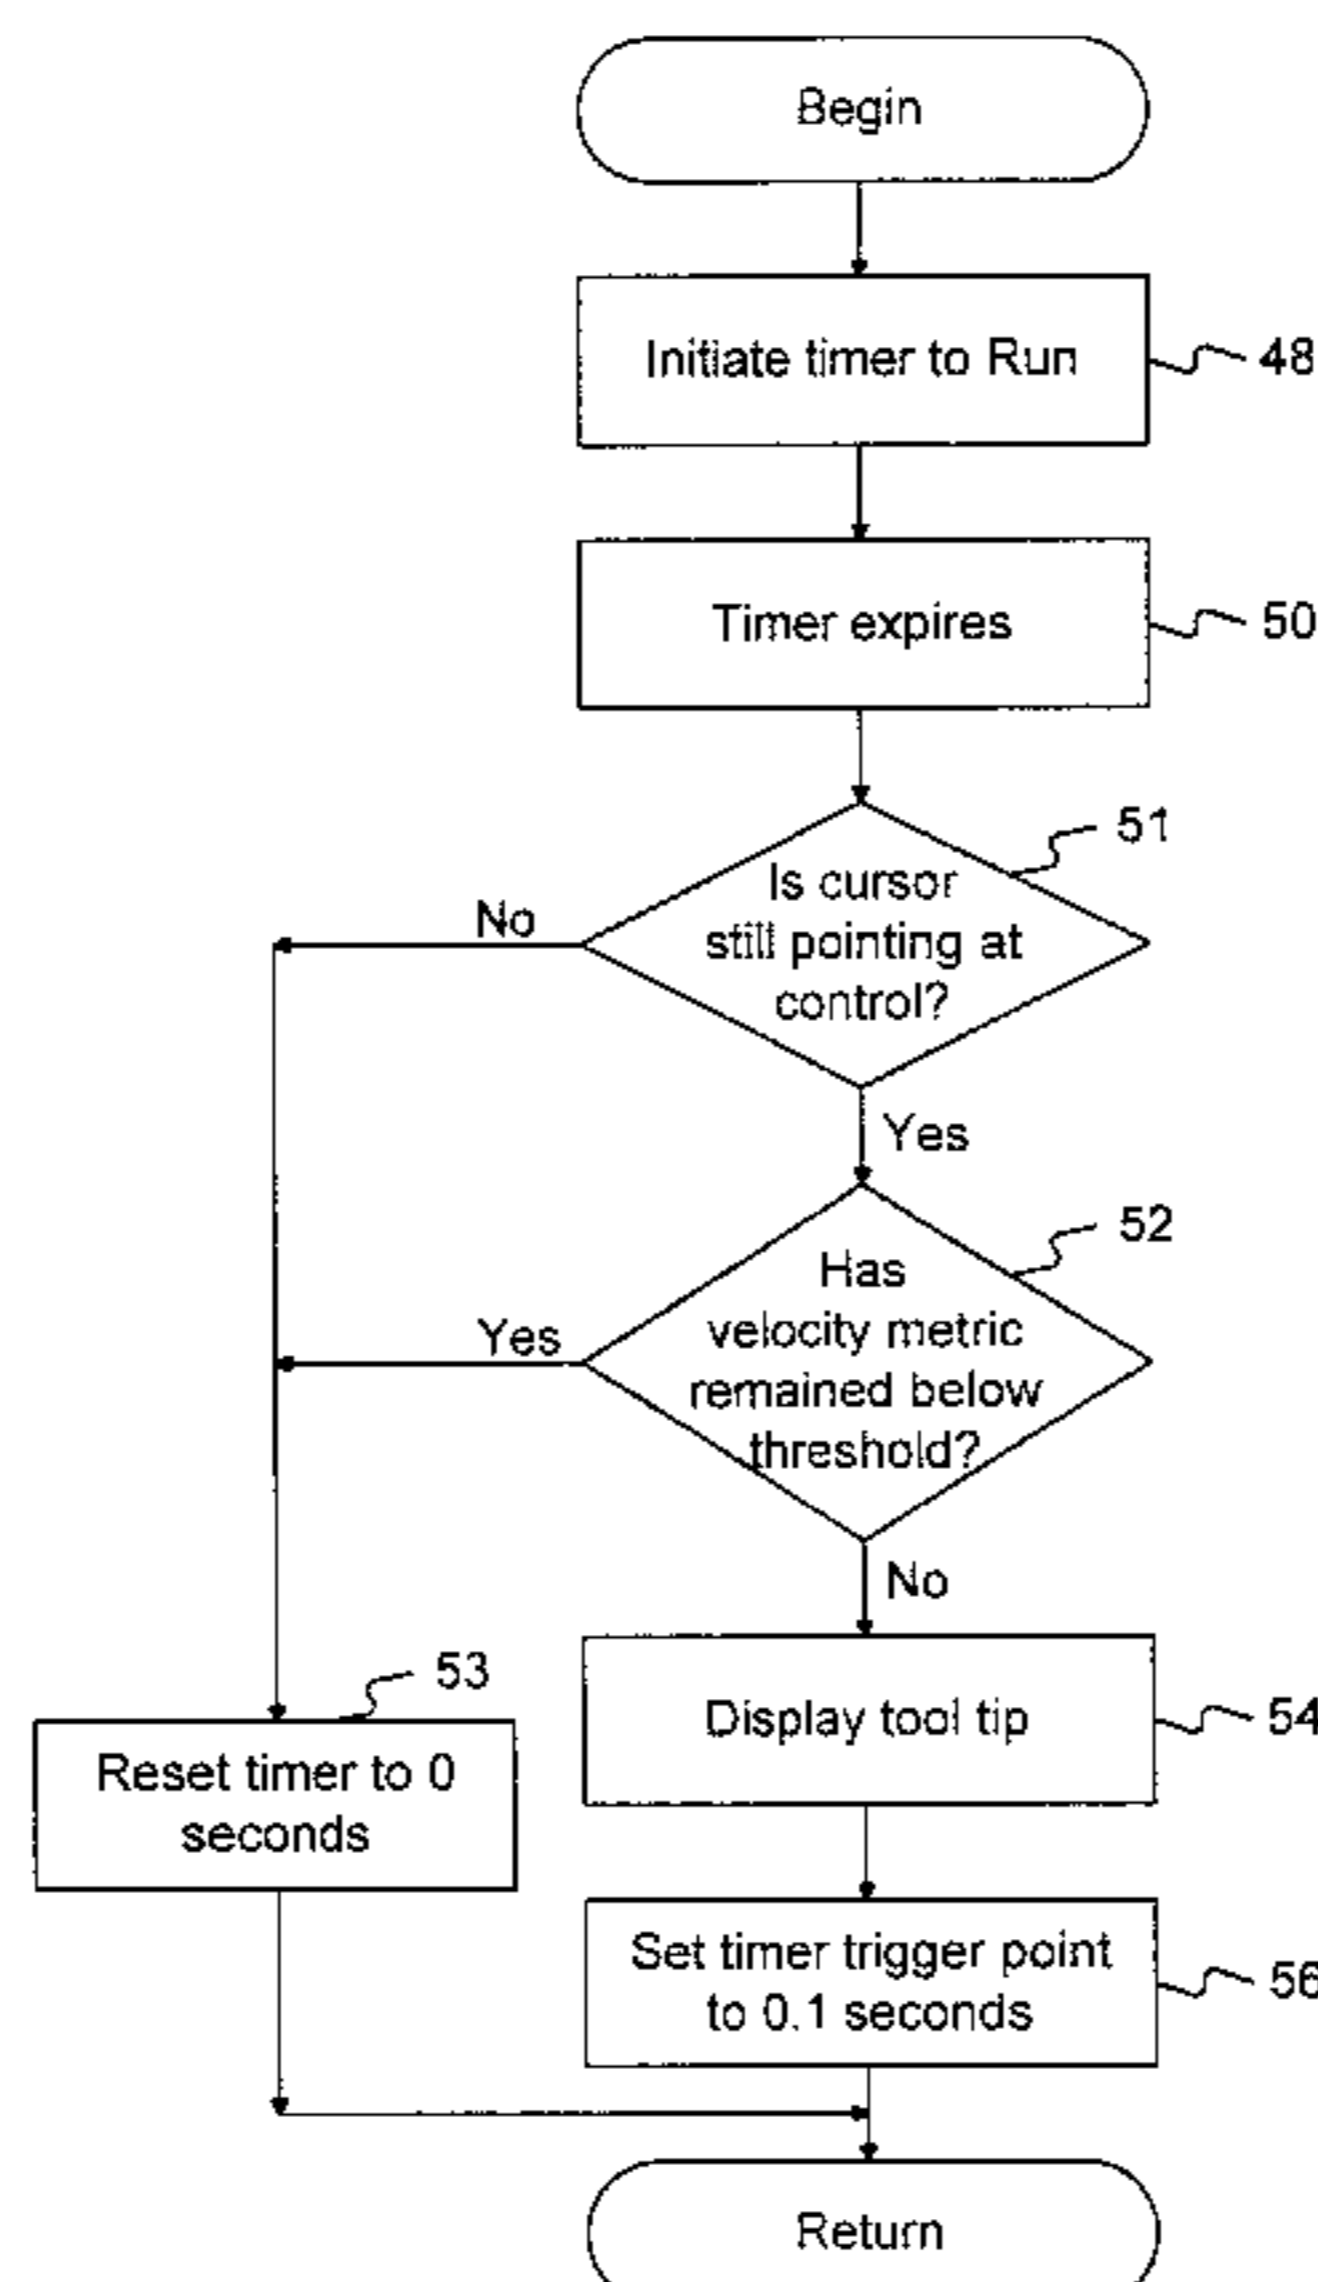 Begin
Initiate timer to Run
48
Timer expires
50
51
Is cursor
still pointing at
control?
No
Yes
52
Has
velocity metric
remained below
threshold?
Yes
No
53
Reset timer to 0
seconds
Display tool tip
54
Set timer trigger point
to 0.1 seconds
56
Return